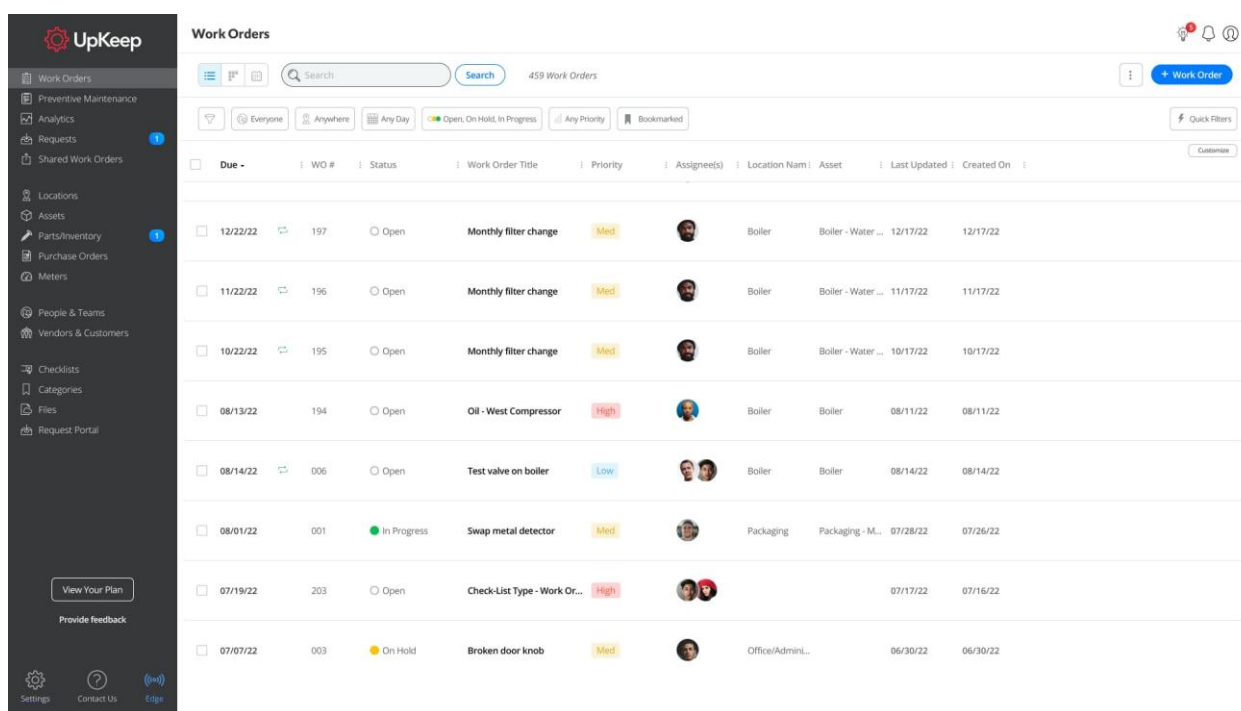 UpKeep
Work Orders
Preventive Maintenance
Analytics
Requests 1
Shared Work Orders
Locations
Assets
Parts/Inventory 1
Purchase Orders
Meters
People & Teams
Vendors & Customers
Checklists
Categories
Files
Request Portal
View Your Plan
Provide feedback
Settings Contact Us Edge
Work Orders
Search Search 459 Work Orders + Work Order
Everyone Anywhere Any Day Open, On Hold, In Progress Any Priority Bookmarked Quick Filters
Customize
Due - WO # Status Work Order Title Priority Assignee(s) Location Nam Asset Last Updated Created On
12/22/22 197 Open Monthly filter change Med Boiler Boiler - Water ... 12/17/22 12/17/22
11/22/22 196 Open Monthly filter change Med Boiler Boiler - Water ... 11/17/22 11/17/22
10/22/22 195 Open Monthly filter change Med Boiler Boiler - Water ... 10/17/22 10/17/22
08/13/22 194 Open Oil - West Compressor High Boiler Boiler 08/11/22 08/11/22
08/14/22 006 Open Test valve on boiler Low Boiler Boiler 08/14/22 08/14/22
08/01/22 001 In Progress Swap metal detector Med Packaging Packaging - M... 07/28/22 07/26/22
07/19/22 203 Open Check-List Type - Work Or... High 07/17/22 07/16/22
07/07/22 003 On Hold Broken door knob Med Office/Admini... 06/30/22 06/30/22